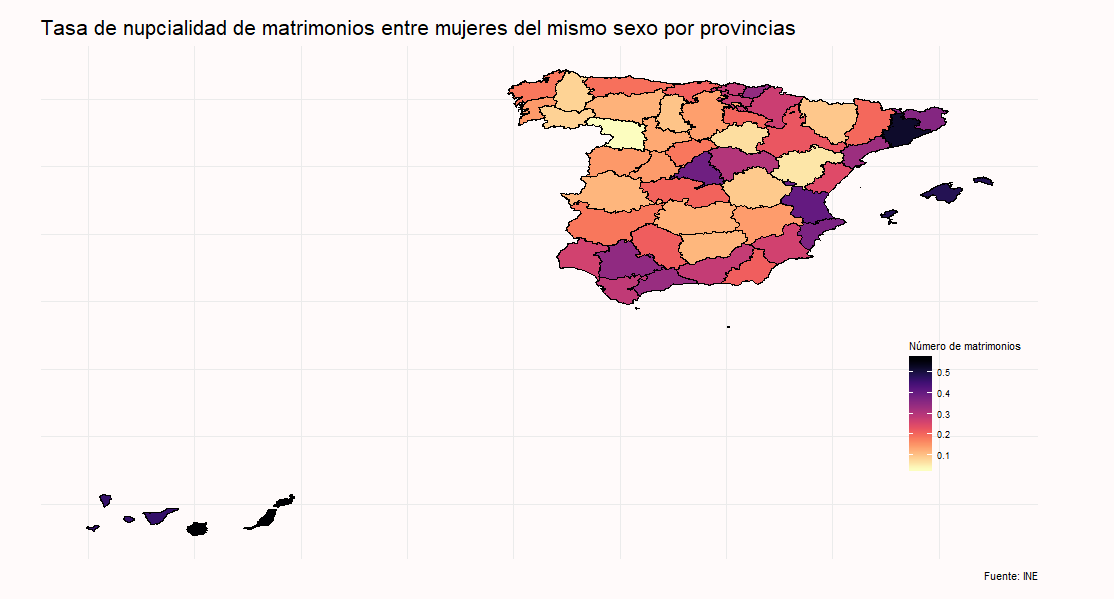 Tasa de nupcialidad de matrimonios entre mujeres del mismo sexo por provincias
Número de matrimonios
0.5
0.4
0.3
0.2
0.1
Fuente: INE